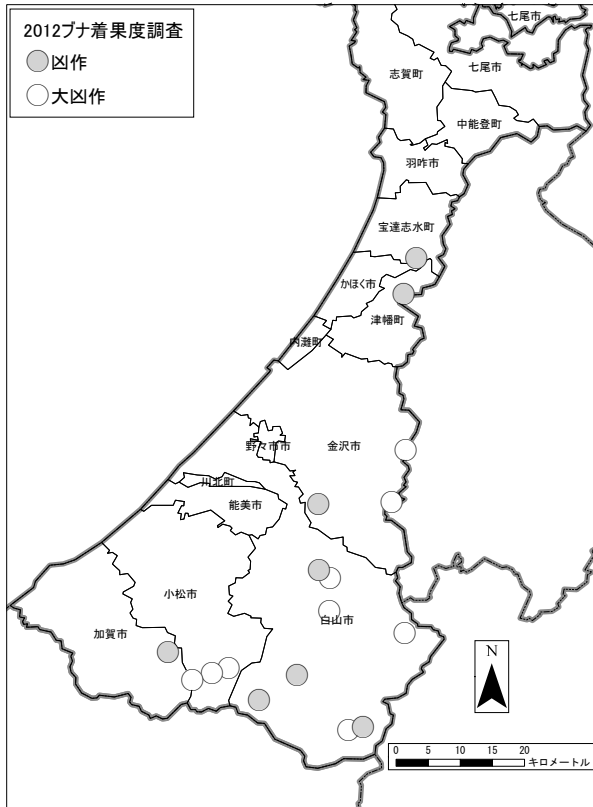 2012ブナ着果度調査
凶作
大凶作
七尾市
志賀町
七尾市
中能登町
羽咋市
宝達志水町
かほく市
津幡町
内灘町
野々市市
金沢市
川北町
能美市
小松市
白山市
加賀市
N
0 5 10 15 20
キロメートル